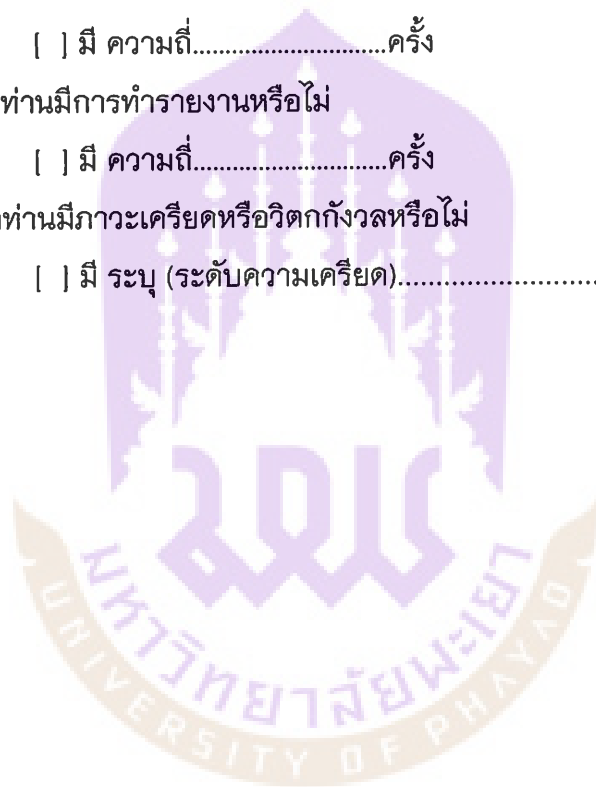 [ ] มี ความถี่............................ครั้ง
ท่านมีการทำรายงานหรือไม่
[ ] มี ความถี่............................ครั้ง
ท่านมีภาวะเครียดหรือวิตกกังวลหรือไม่
[ ] มี ระบุ (ระดับความเครียด)............................
มพ
มหาวิทยาลัยพะเยา
UNIVERSITY OF PHAYAO